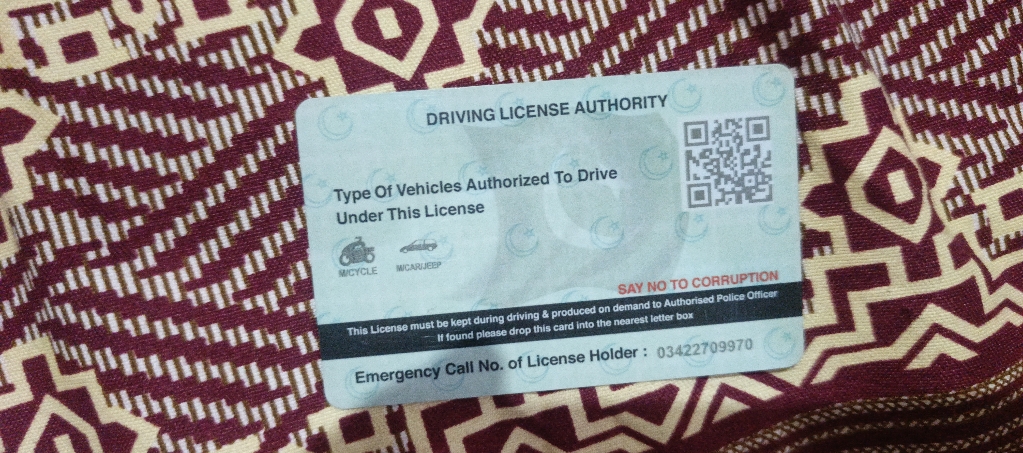 DRIVING LICENSE AUTHORITY
Type Of Vehicles Authorized To Drive
Under This License
M/CYCLE M/CAR/JEEP
SAY NO TO CORRUPTION
This License must be kept during driving & produced on demand to Authorised Police Officer
If found please drop this card into the nearest letter box
Emergency Call No. of License Holder : 03422709970